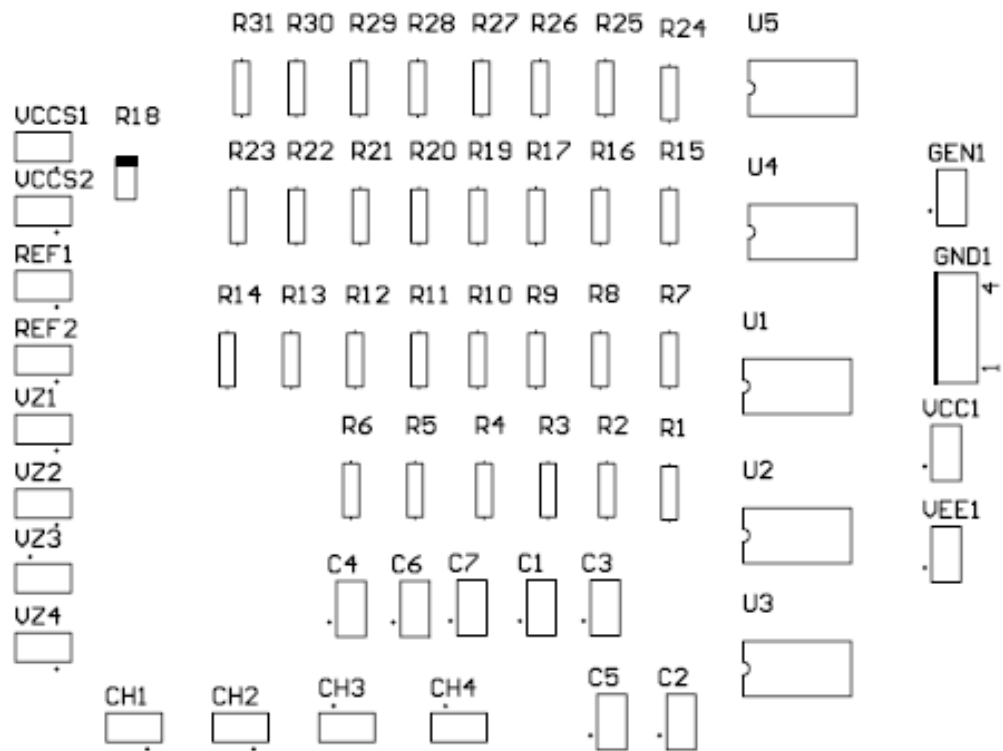 R31 R30 R29 R28 R27 R26 R25 R24 U5
VCCS1 R18
R23 R22 R21 R20 R19 R17 R16 R15 U4 GEN1
VCCS2
REF1 GND1
4
R14 R13 R12 R11 R10 R9 R8 R7 U1
REF2
1
VZ1 VCC1
R6 R5 R4 R3 R2 R1
VZ2 U2
VEE1
VZ3
C4 C6 C7 C1 C3
VZ4 U3
CH1 CH2 CH3 CH4 C5 C2